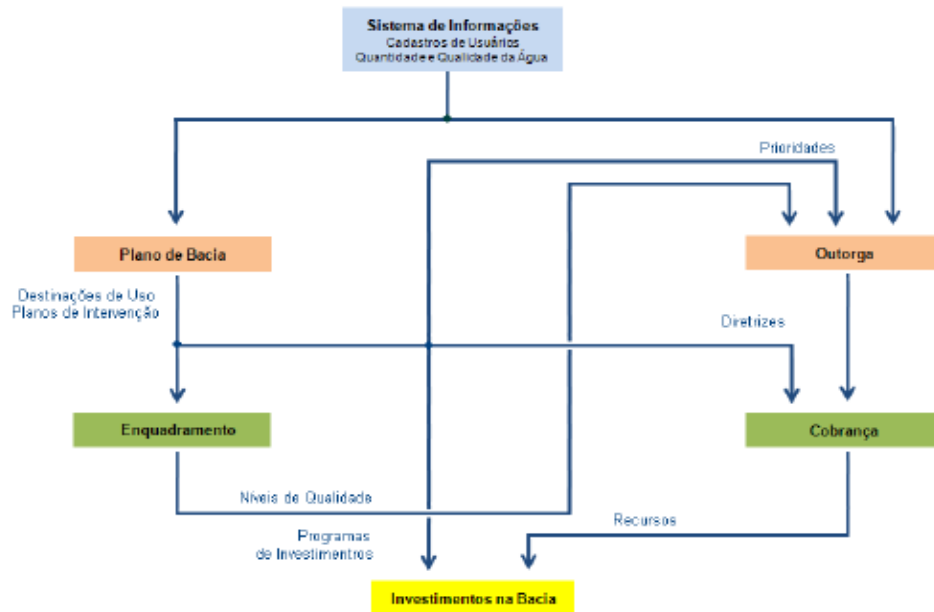 Sistema de Informações
Cadastros de Usuários
Quantidade e Qualidade da Água
Prioridades
Plano de Bacia
Outorga
Destinações de Uso
Planos de Intervenção
Diretrizes
Enquadramento
Cobrança
Níveis de Qualidade
Recursos
Programas
de Investimentros
Investimentos na Bacia